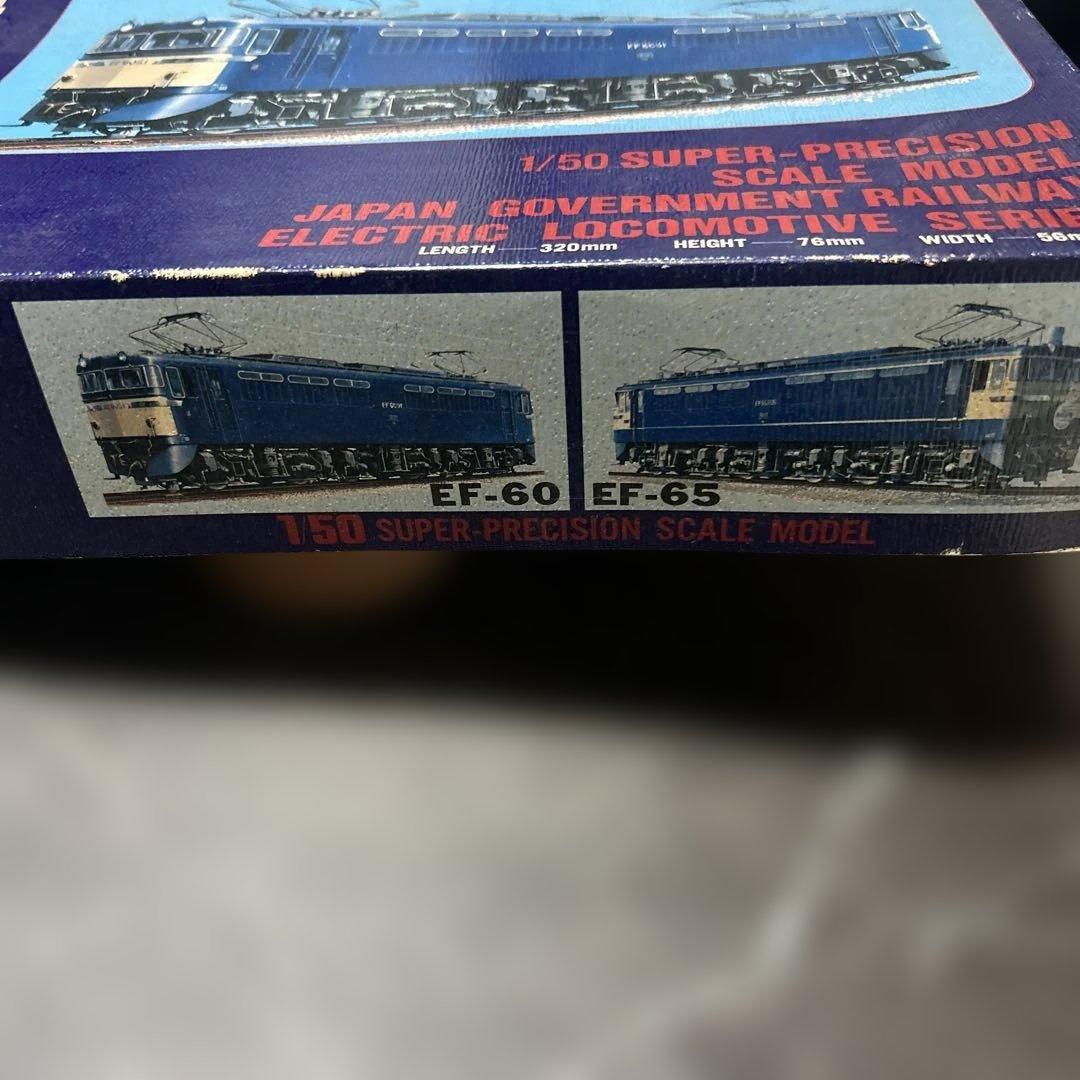 1/50 SUPER-PRECISION
SCALE MODEL
JAPAN GOVERNMENT RAILWAY
ELECTRIC LOCOMOTIVE SERIE
LENGTH — 320mm HEIGHT — 76mm WIDTH — 56m
EF-60 EF-65
1/50 SUPER-PRECISION SCALE MODEL